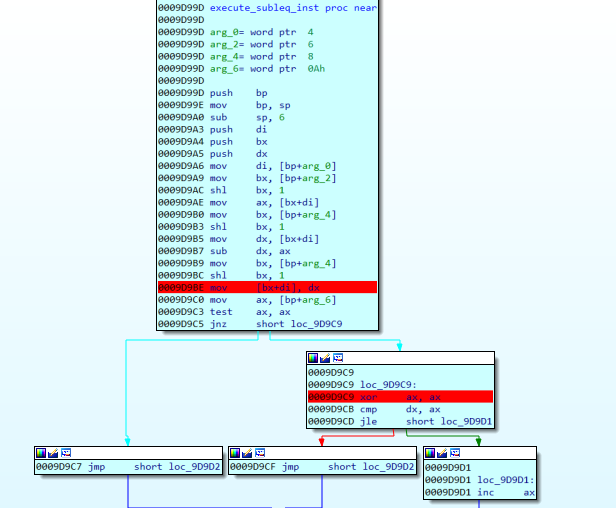 0009D99D execute_subleq_inst proc near
0009D99D
0009D99D arg_0= word ptr  4
0009D99D arg_2= word ptr  6
0009D99D arg_4= word ptr  8
0009D99D arg_6= word ptr  0Ah
0009D99D
0009D99D push    bp
0009D99E mov     bp, sp
0009D9A0 sub     sp, 6
0009D9A3 push    di
0009D9A4 push    bx
0009D9A5 push    dx
0009D9A6 mov     di, [bp+arg_0]
0009D9A9 mov     bx, [bp+arg_2]
0009D9AC shl     bx, 1
0009D9AE mov     ax, [bx+di]
0009D9B0 mov     bx, [bp+arg_4]
0009D9B3 shl     bx, 1
0009D9B5 mov     dx, [bx+di]
0009D9B7 sub     dx, ax
0009D9B9 mov     bx, [bp+arg_4]
0009D9BC shl     bx, 1
0009D9BE mov     [bx+di], dx
0009D9C0 mov     ax, [bp+arg_6]
0009D9C3 test    ax, ax
0009D9C5 jnz     short loc_9D9C9
0009D9C9
0009D9C9 loc_9D9C9:
0009D9C9 xor     ax, ax
0009D9CB cmp     dx, ax
0009D9CD jle     short loc_9D9D1
0009D9C7 jmp     short loc_9D9D2
0009D9CF jmp     short loc_9D9D2
0009D9D1
0009D9D1 loc_9D9D1:
0009D9D1 inc     ax